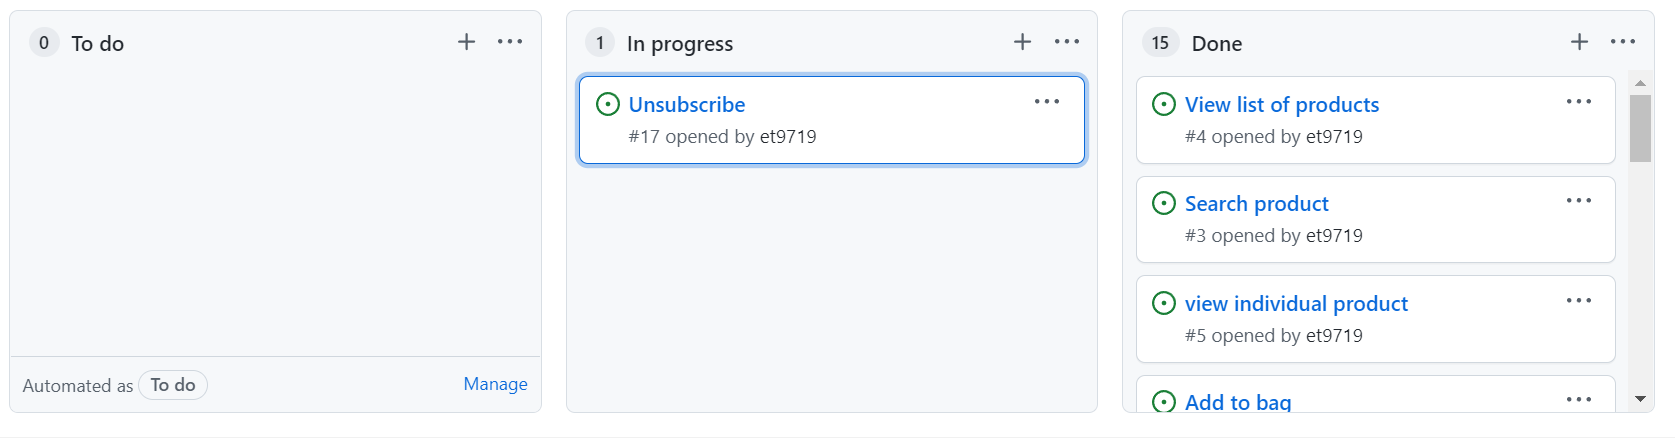 0 To do
Automated as To do Manage
1 In progress
Unsubscribe
#17 opened by et9719
15 Done
View list of products
#4 opened by et9719
Search product
#3 opened by et9719
view individual product
#5 opened by et9719
Add to bag